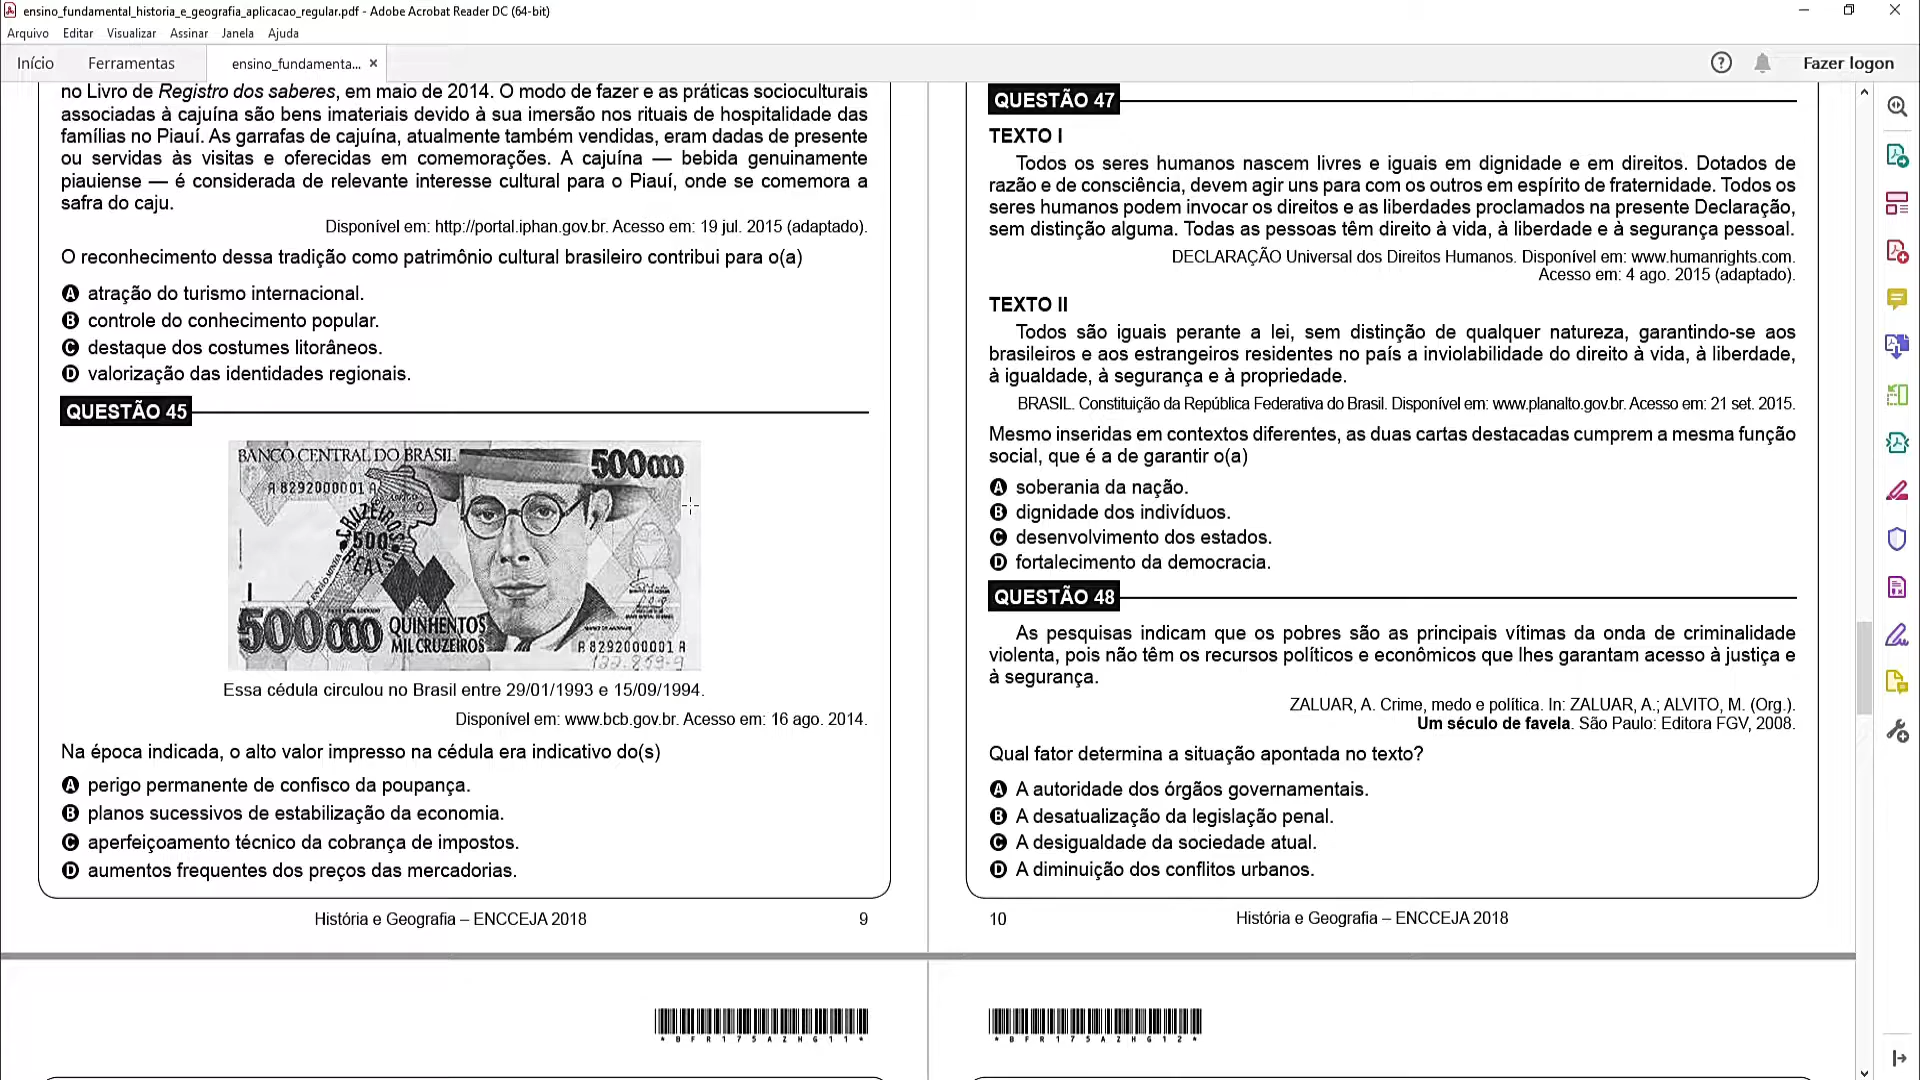 ensino_fundamental_historia_e_geografia_aplicacao_regular.pdf - Adobe Acrobat Reader DC (64-bit)
Arquivo Editar Visualizar Assinar Janela Ajuda
Início Ferramentas ensino_fundamenta... × Fazer logon
no Livro de Registro dos saberes, em maio de 2014. O modo de fazer e as práticas socioculturais
associadas à cajuína são bens imateriais devido à sua imersão nos rituais de hospitalidade das
famílias no Piauí. As garrafas de cajuína, atualmente também vendidas, eram dadas de presente
ou servidas às visitas e oferecidas em comemorações. A cajuína — bebida genuinamente
piauiense — é considerada de relevante interesse cultural para o Piauí, onde se comemora a
safra do caju.
Disponível em: http://portal.iphan.gov.br. Acesso em: 19 jul. 2015 (adaptado).
O reconhecimento dessa tradição como patrimônio cultural brasileiro contribui para o(a)
A atração do turismo internacional.
B controle do conhecimento popular.
C destaque dos costumes litorâneos.
D valorização das identidades regionais.
QUESTÃO 45
BANCO CENTRAL DO BRASIL
500000
A 8292000001 A
CRUZEIROS
500
REAIS
500000
QUINHENTOS
MIL CRUZEIROS
A 8292000001 A
Essa cédula circulou no Brasil entre 29/01/1993 e 15/09/1994.
Disponível em: www.bcb.gov.br. Acesso em: 16 ago. 2014.
Na época indicada, o alto valor impresso na cédula era indicativo do(s)
A perigo permanente de confisco da poupança.
B planos sucessivos de estabilização da economia.
C aperfeiçoamento técnico da cobrança de impostos.
D aumentos frequentes dos preços das mercadorias.
História e Geografia – ENCCEJA 2018 9
QUESTÃO 47
TEXTO I
Todos os seres humanos nascem livres e iguais em dignidade e em direitos. Dotados de
razão e de consciência, devem agir uns para com os outros em espírito de fraternidade. Todos os
seres humanos podem invocar os direitos e as liberdades proclamados na presente Declaração,
sem distinção alguma. Todas as pessoas têm direito à vida, à liberdade e à segurança pessoal.
DECLARAÇÃO Universal dos Direitos Humanos. Disponível em: www.humanrights.com.
Acesso em: 4 ago. 2015 (adaptado).
TEXTO II
Todos são iguais perante a lei, sem distinção de qualquer natureza, garantindo-se aos
brasileiros e aos estrangeiros residentes no país a inviolabilidade do direito à vida, à liberdade,
à igualdade, à segurança e à propriedade.
BRASIL. Constituição da República Federativa do Brasil. Disponível em: www.planalto.gov.br. Acesso em: 21 set. 2015.
Mesmo inseridas em contextos diferentes, as duas cartas destacadas cumprem a mesma função
social, que é a de garantir o(a)
A soberania da nação.
B dignidade dos indivíduos.
C desenvolvimento dos estados.
D fortalecimento da democracia.
QUESTÃO 48
As pesquisas indicam que os pobres são as principais vítimas da onda de criminalidade
violenta, pois não têm os recursos políticos e econômicos que lhes garantam acesso à justiça e
à segurança.
ZALUAR, A. Crime, medo e política. In: ZALUAR, A.; ALVITO, M. (Org.).
Um século de favela. São Paulo: Editora FGV, 2008.
Qual fator determina a situação apontada no texto?
A A autoridade dos órgãos governamentais.
B A desatualização da legislação penal.
C A desigualdade da sociedade atual.
D A diminuição dos conflitos urbanos.
10 História e Geografia – ENCCEJA 2018
*BFR175AZHG11*
*BFR175AZHG12*